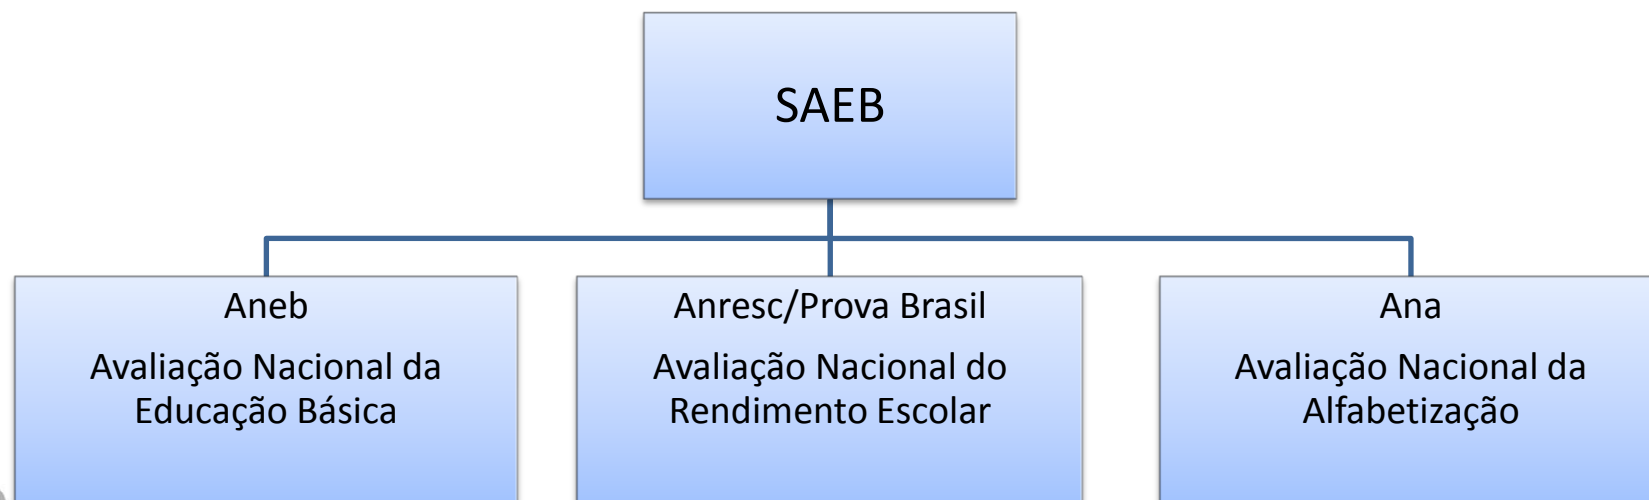 SAEB
Aneb
Avaliação Nacional da
Educação Básica
Anresc/Prova Brasil
Avaliação Nacional do
Rendimento Escolar
Ana
Avaliação Nacional da
Alfabetização